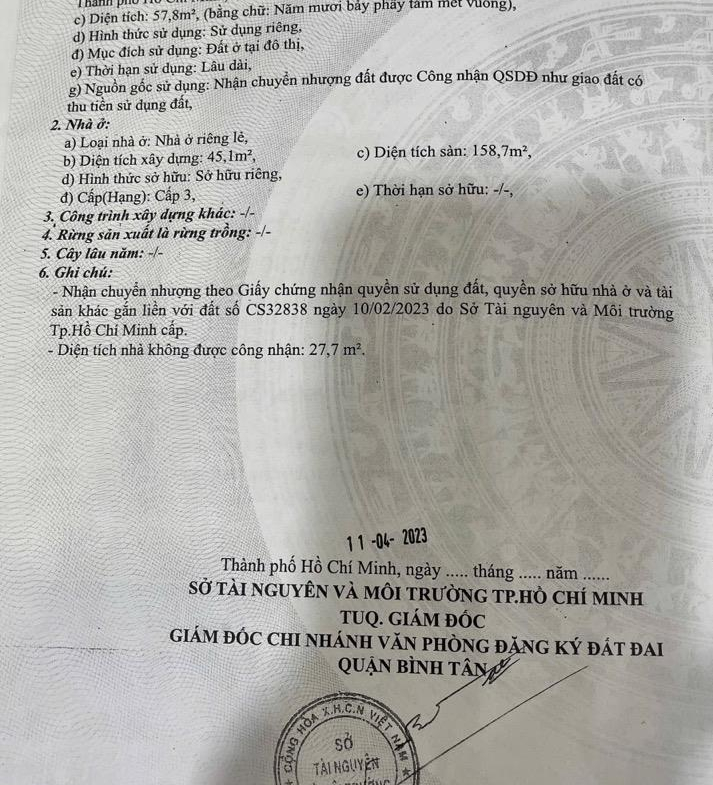 c) Diện tích: 57,8m², (bằng chữ: Năm mươi bảy phẩy tám mét vuông),
d) Hình thức sử dụng: Sử dụng riêng,
đ) Mục đích sử dụng: Đất ở tại đô thị,
e) Thời hạn sử dụng: Lâu dài,
g) Nguồn gốc sử dụng: Nhận chuyển nhượng đất được Công nhận QSDĐ như giao đất có
thu tiền sử dụng đất,
2. Nhà ở:
a) Loại nhà ở: Nhà ở riêng lẻ,
b) Diện tích xây dựng: 45,1m², c) Diện tích sàn: 158,7m²,
d) Hình thức sở hữu: Sở hữu riêng,
đ) Cấp(Hạng): Cấp 3, e) Thời hạn sở hữu: -/-,
3. Công trình xây dựng khác: -/-
4. Rừng sản xuất là rừng trồng: -/-
5. Cây lâu năm: -/-
6. Ghi chú:
- Nhận chuyển nhượng theo Giấy chứng nhận quyền sử dụng đất, quyền sở hữu nhà ở và tài
sản khác gắn liền với đất số CS32838 ngày 10/02/2023 do Sở Tài nguyên và Môi trường
Tp.Hồ Chí Minh cấp.
- Diện tích nhà không được công nhận: 27,7 m².
11 -04- 2023
Thành phố Hồ Chí Minh, ngày ..... tháng ..... năm ......
SỞ TÀI NGUYÊN VÀ MÔI TRƯỜNG TP.HỒ CHÍ MINH
TUQ. GIÁM ĐỐC
GIÁM ĐỐC CHI NHÁNH VĂN PHÒNG ĐĂNG KÝ ĐẤT ĐAI
QUẬN BÌNH TÂN
CỘNG HÒA X.H.C.N VIỆT NAM
SỞ
TÀI NGUYÊN